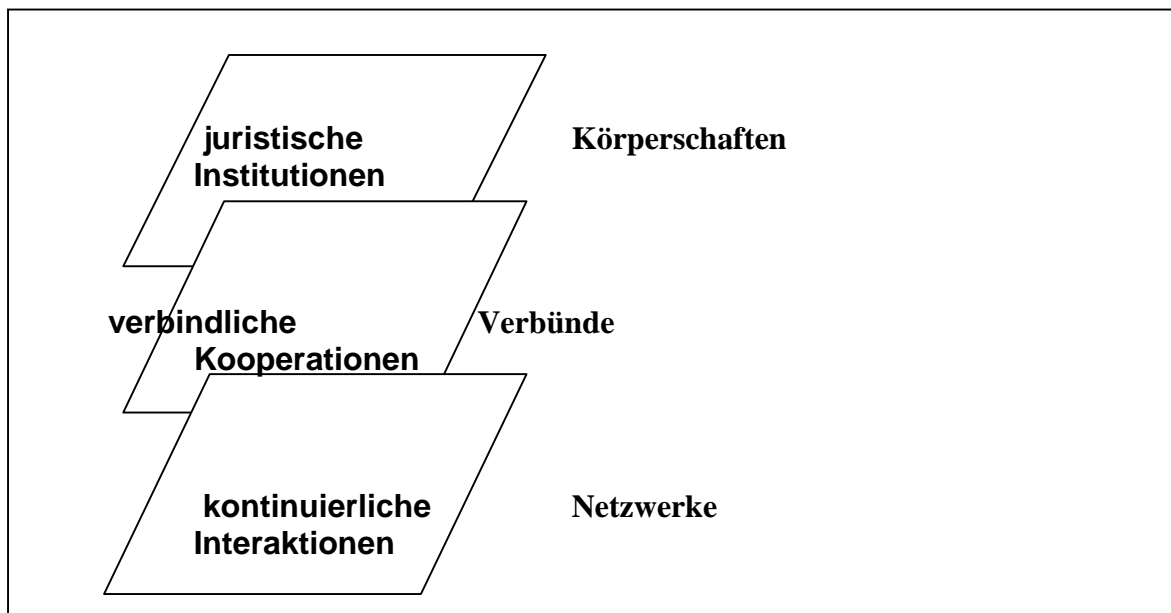 juristische Körperschaften
Institutionen
verbindliche Verbünde
Kooperationen
kontinuierliche Netzwerke
Interaktionen